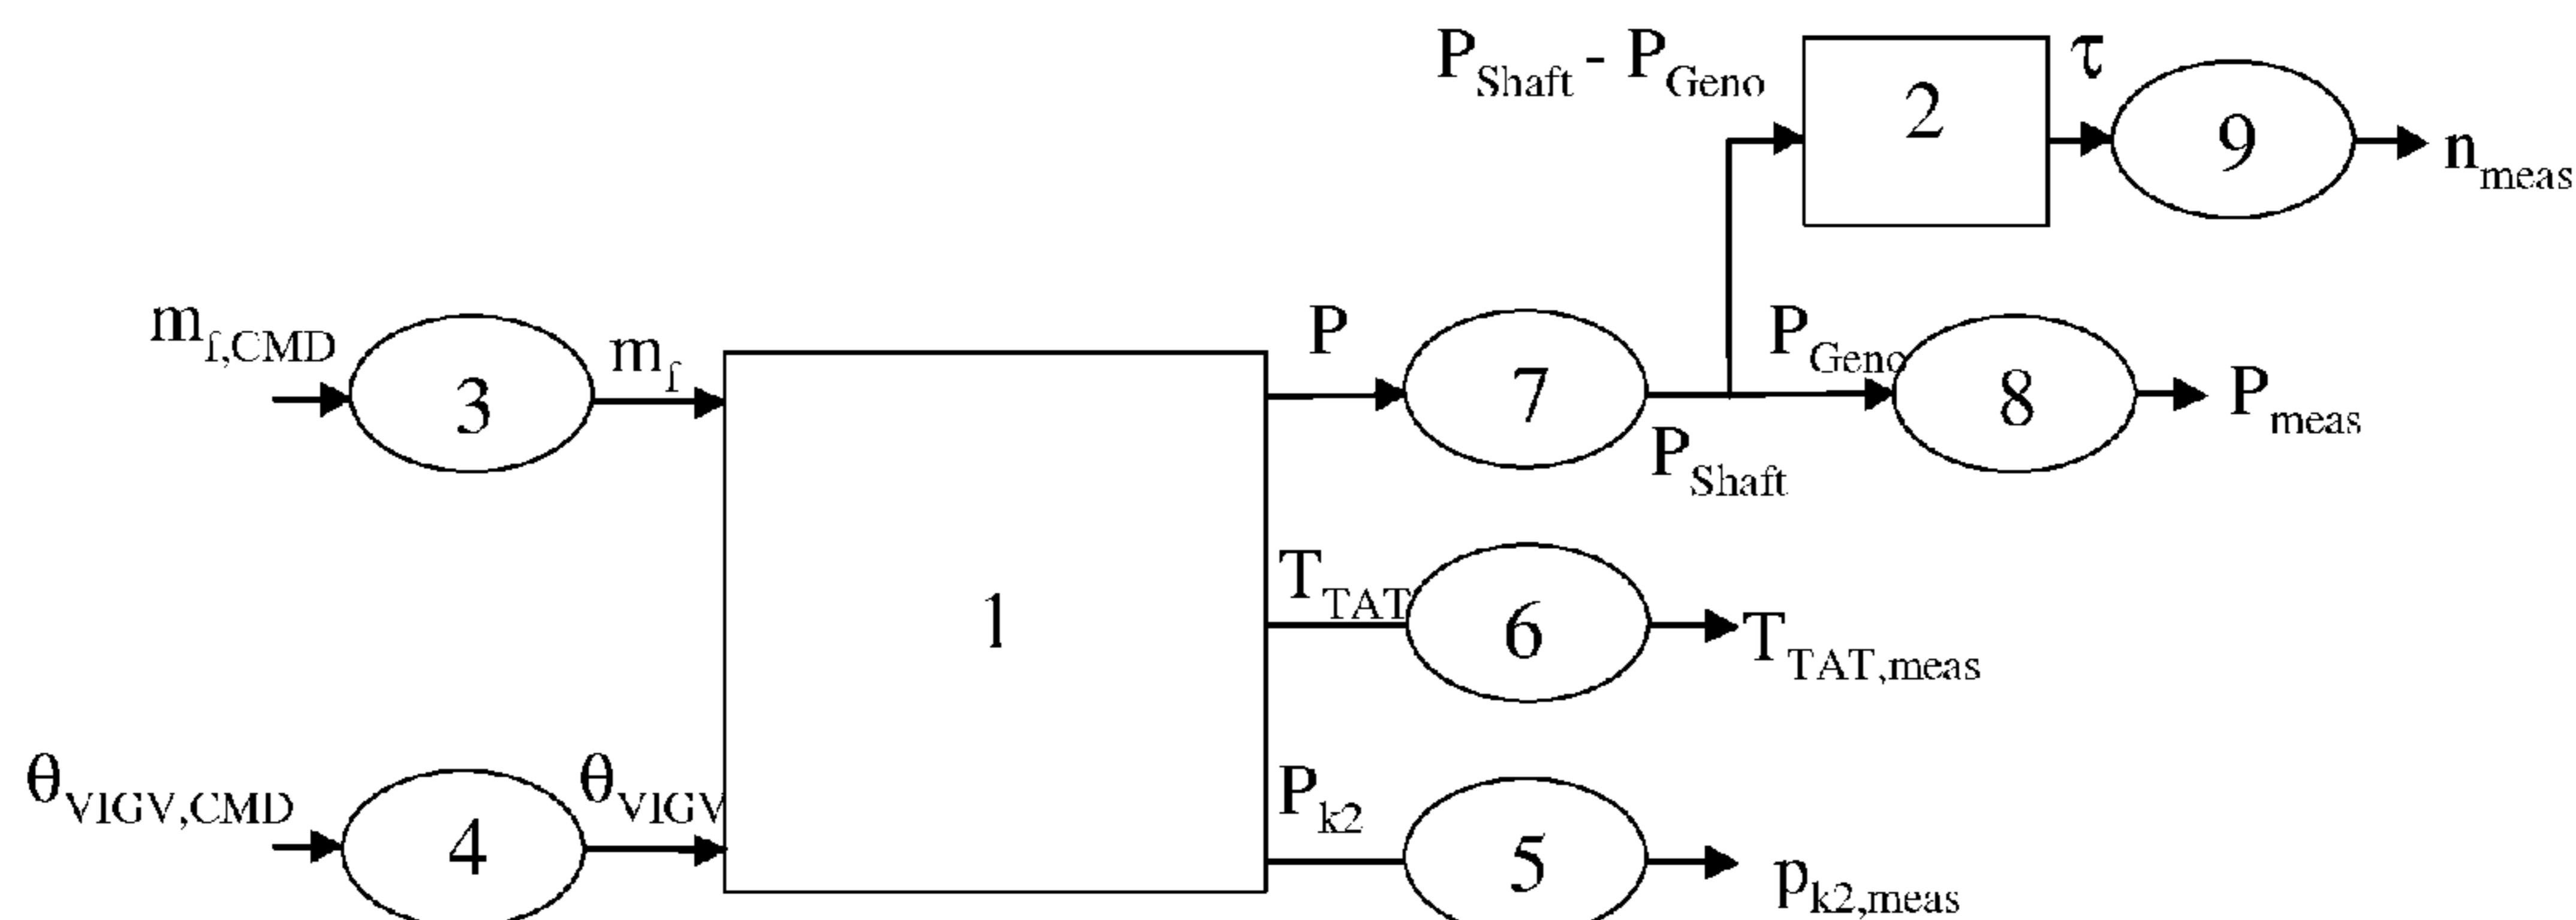 P_Shaft - P_Geno
2
τ
9
n_meas
m_f,CMD
3
m_f
P
7
P_Geno
P_Shaft
8
P_meas
1
T_TAT
6
T_TAT,meas
θ_VIGV,CMD
4
θ_VIGV
P_k2
5
p_k2,meas